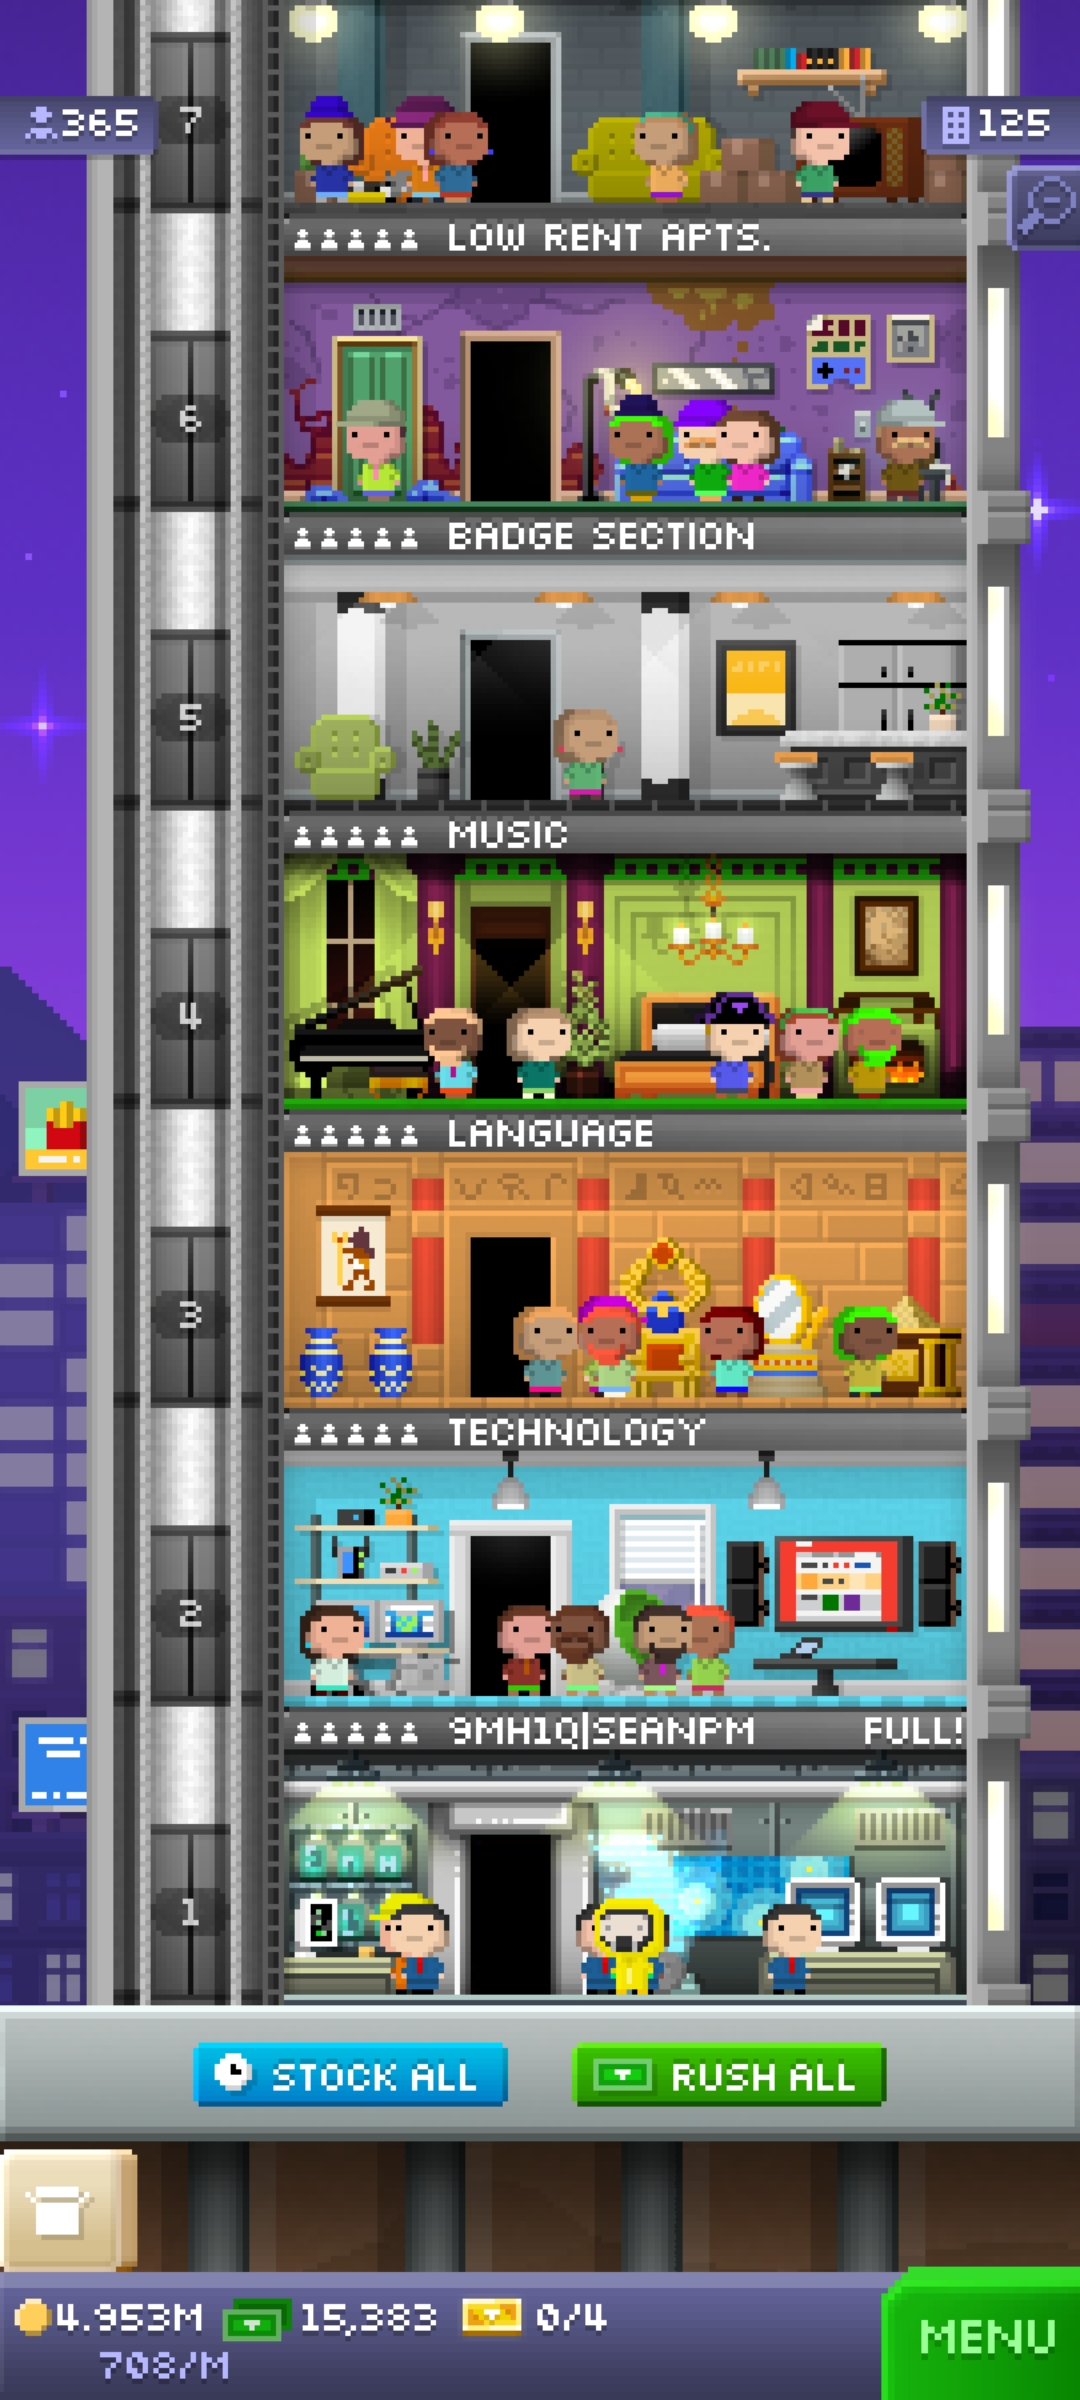 365
7
125
LOW RENT APTS.
6
BADGE SECTION
5
MUSIC
4
LANGUAGE
3
TECHNOLOGY
2
9MH1Q|SEANPM FULL!
1
STOCK ALL
RUSH ALL
4.953M 15,383 0/4
708/M
MENU